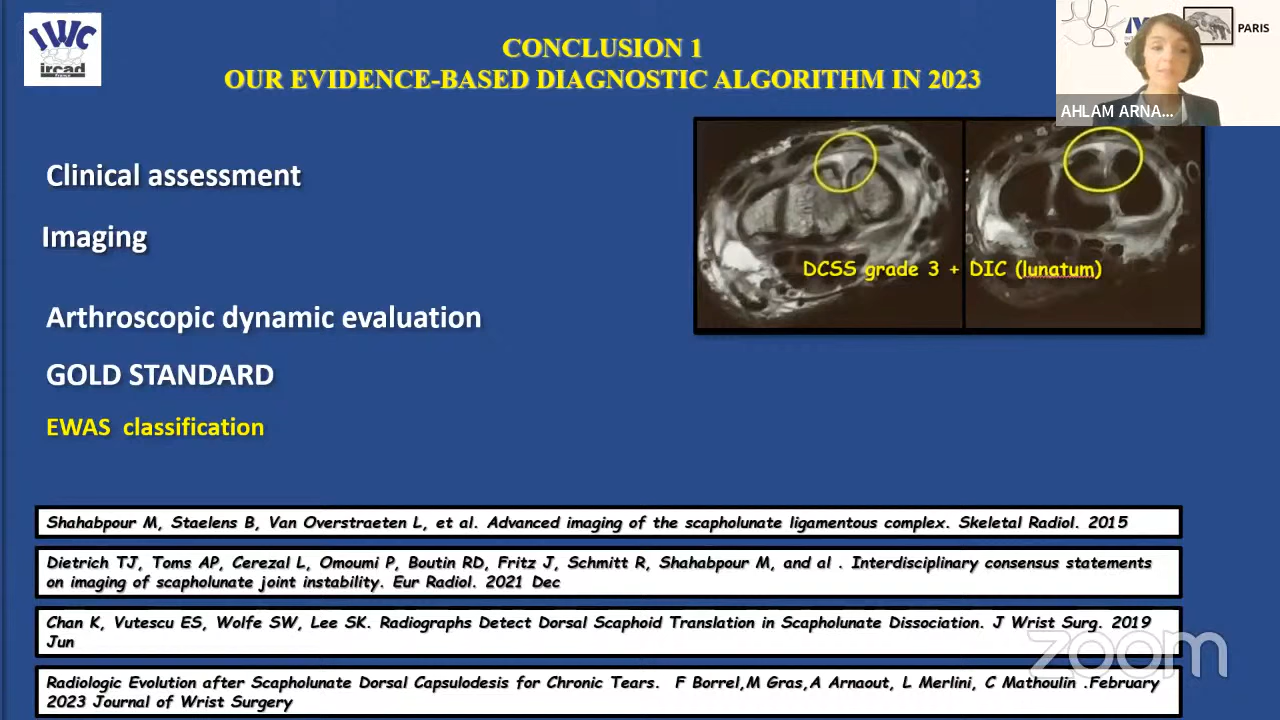 IWC
ircad
France
CONCLUSION 1
OUR EVIDENCE-BASED DIAGNOSTIC ALGORITHM IN 2023
PARIS
AHLAM ARNA...
Clinical assessment
Imaging
DCSS grade 3 + DIC (lunatum)
Arthroscopic dynamic evaluation
GOLD STANDARD
EWAS classification
Shahabpour M, Staelens B, Van Overstraeten L, et al. Advanced imaging of the scapholunate ligamentous complex. Skeletal Radiol. 2015
Dietrich TJ, Toms AP, Cerezal L, Omoumi P, Boutin RD, Fritz J, Schmitt R, Shahabpour M, and al . Interdisciplinary consensus statements
on imaging of scapholunate joint instability. Eur Radiol. 2021 Dec
Chan K, Vutescu ES, Wolfe SW, Lee SK. Radiographs Detect Dorsal Scaphoid Translation in Scapholunate Dissociation. J Wrist Surg. 2019
Jun
zoom
Radiologic Evolution after Scapholunate Dorsal Capsulodesis for Chronic Tears. F Borrel,M Gras,A Arnaout, L Merlini, C Mathoulin .February
2023 Journal of Wrist Surgery